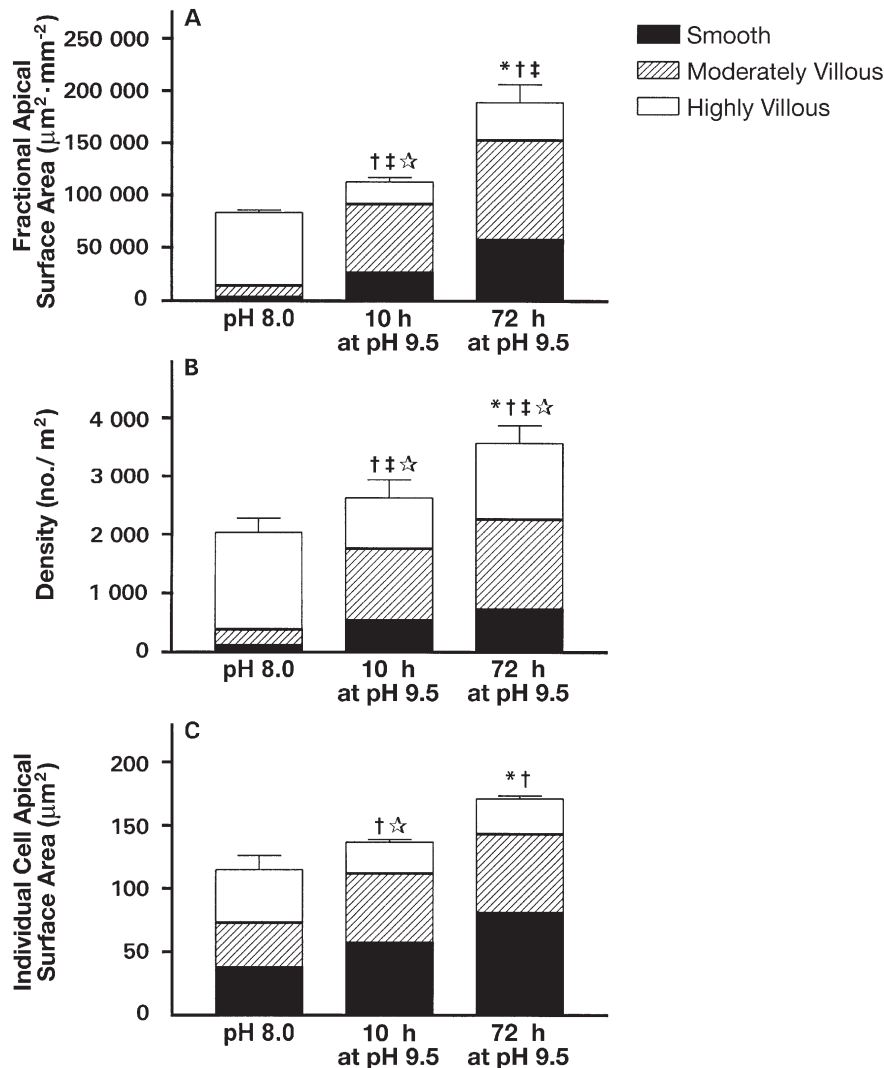 A
Fractional Apical
Surface Area (µm²·mm⁻²)
250 000
200 000
150 000
100 000
50 000
0
†‡☆
*†‡
pH 8.0
10 h
at pH 9.5
72 h
at pH 9.5
Smooth
Moderately Villous
Highly Villous
B
Density (no./ m²)
4 000
3 000
2 000
1 000
0
†‡☆
*†‡☆
pH 8.0
10 h
at pH 9.5
72 h
at pH 9.5
C
Individual Cell Apical
Surface Area (µm²)
200
150
100
50
0
†☆
*†
pH 8.0
10 h
at pH 9.5
72 h
at pH 9.5